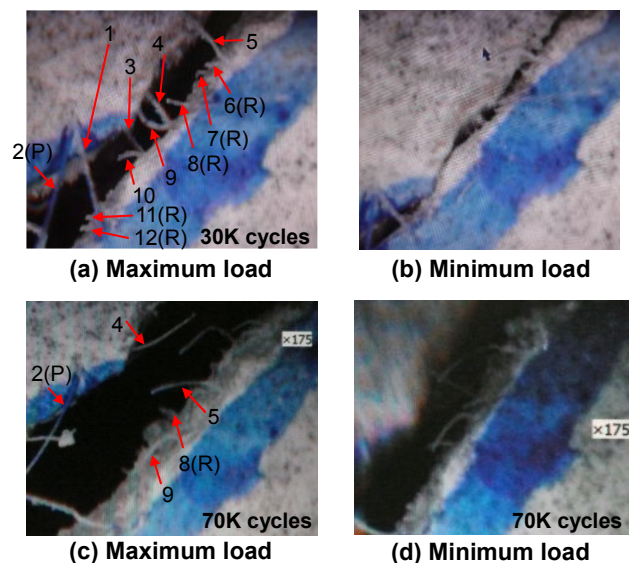 1
3
4
5
2(P)
6(R)
7(R)
8(R)
9
10
11(R)
12(R)
30K cycles
(a) Maximum load
(b) Minimum load
4
2(P)
×175
5
8(R)
9
70K cycles
×175
70K cycles
(c) Maximum load
(d) Minimum load